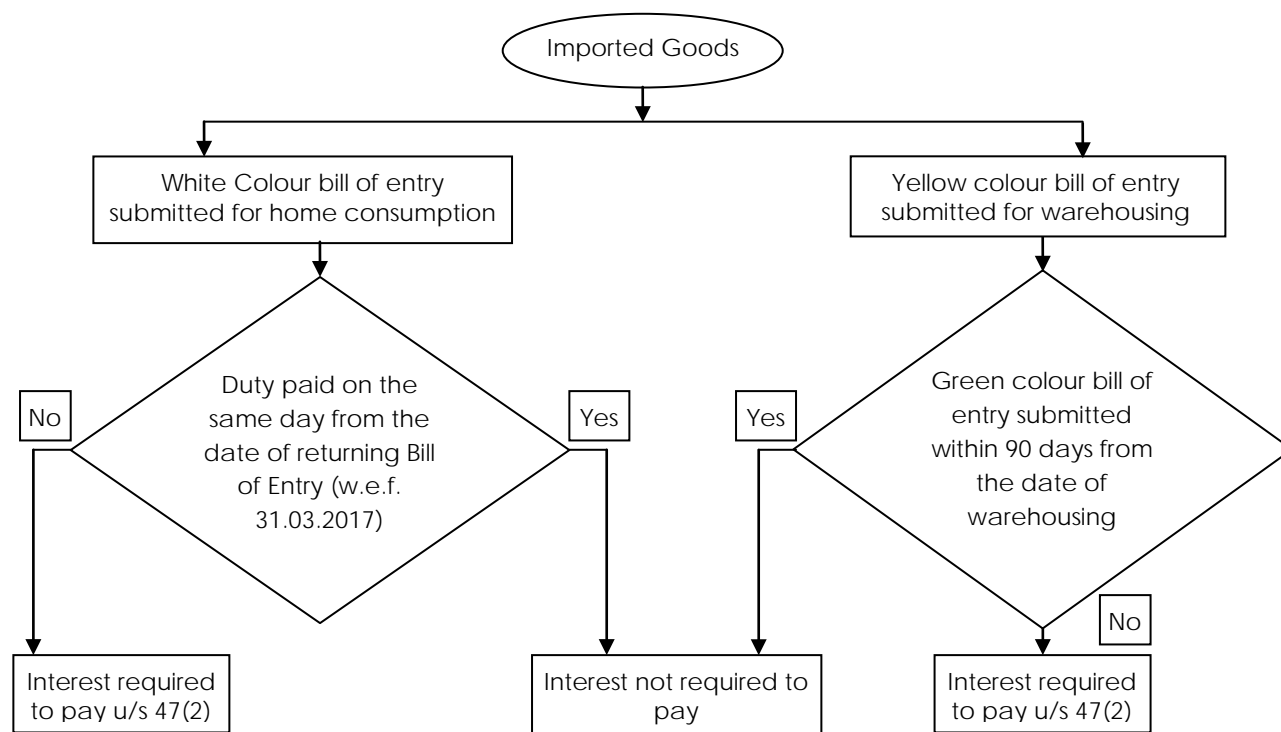 Imported Goods
White Colour bill of entry
submitted for home consumption
Yellow colour bill of entry
submitted for warehousing
No
Duty paid on the
same day from the
date of returning Bill
of Entry (w.e.f.
31.03.2017)
Yes
Yes
Green colour bill of
entry submitted
within 90 days from
the date of
warehousing
No
Interest required
to pay u/s 47(2)
Interest not required to
pay
Interest required
to pay u/s 47(2)